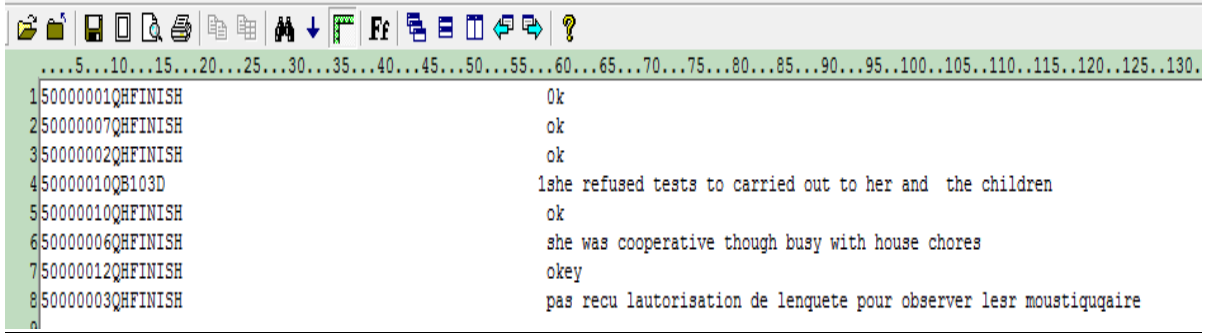 Ff
....5...10...15...20...25...30...35...40...45...50...55...60...65...70...75...80...85...90...95..100..105..110..115..120..125..130.
1 50000001QHFINISH Ok
2 50000007QHFINISH ok
3 50000002QHFINISH ok
4 50000010QB103D 1she refused tests to carried out to her and  the children
5 50000010QHFINISH ok
6 50000006QHFINISH she was cooperative though busy with house chores
7 50000012QHFINISH okey
8 50000003QHFINISH pas recu lautorisation de lenquete pour observer lesr moustiquqaire
9